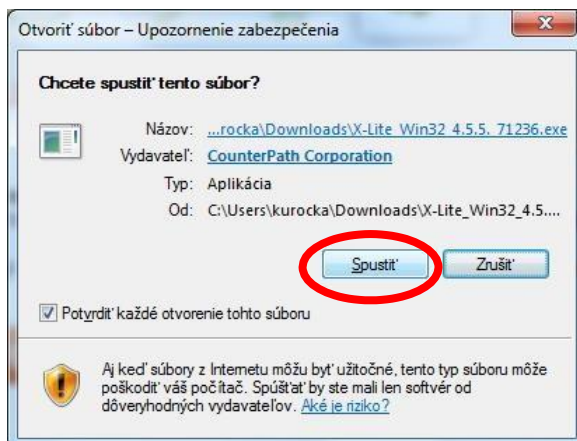 Otvoriť súbor – Upozornenie zabezpečenia
Chcete spustiť tento súbor?
Názov: ...rocka\Downloads\X-Lite_Win32_4.5.5._71236.exe
Vydavateľ: CounterPath Corporation
Typ: Aplikácia
Od: C:\Users\kurocka\Downloads\X-Lite_Win32_4.5....
Spustiť Zrušiť
Potvrdiť každé otvorenie tohto súboru
Aj keď súbory z Internetu môžu byť užitočné, tento typ súboru môže
poškodiť váš počítač. Spúšťať by ste mali len softvér od
dôveryhodných vydavateľov. Aké je riziko?